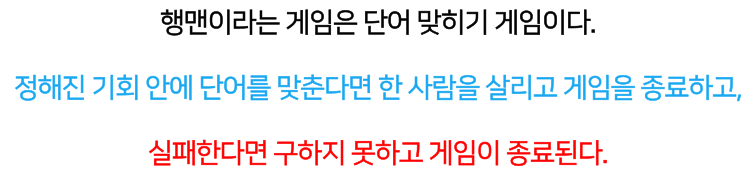 행맨이라는 게임은 단어 맞히기 게임이다.
정해진 기회 안에 단어를 맞춘다면 한 사람을 살리고 게임을 종료하고,
실패한다면 구하지 못하고 게임이 종료된다.